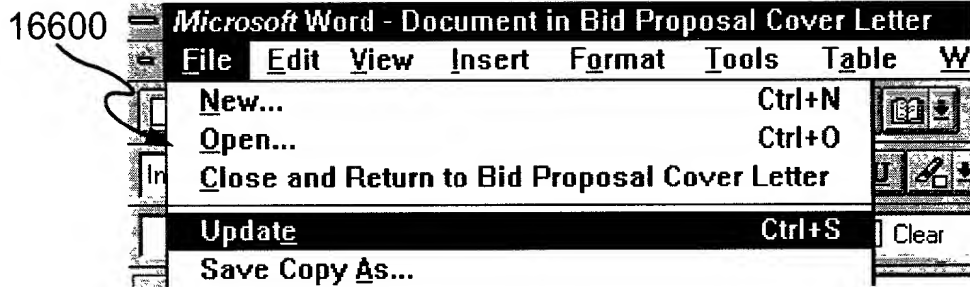 16600
Microsoft Word - Document in Bid Proposal Cover Letter
File Edit View Insert Format Tools Table W
New... Ctrl+N
Open... Ctrl+O
In
Close and Return to Bid Proposal Cover Letter U
Update Ctrl+S Clear
Save Copy As...